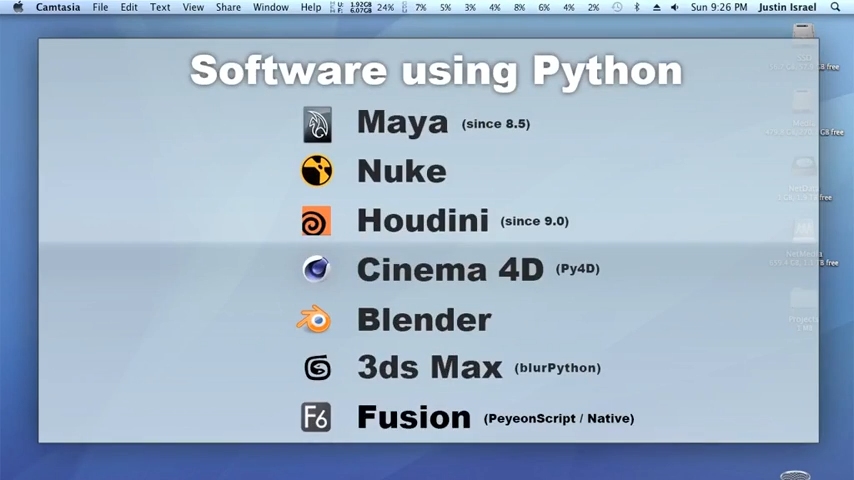 Camtasia File Edit Text View Share Window Help U: 1.92GB F: 6.07GB 24% 7% 5% 3% 4% 8% 6% 4% 2% Sun 9:26 PM Justin Israel
Software using Python
Maya (since 8.5)
Nuke
Houdini (since 9.0)
Cinema 4D (Py4D)
Blender
3ds Max (blurPython)
F6 Fusion (PeyeonScript / Native)